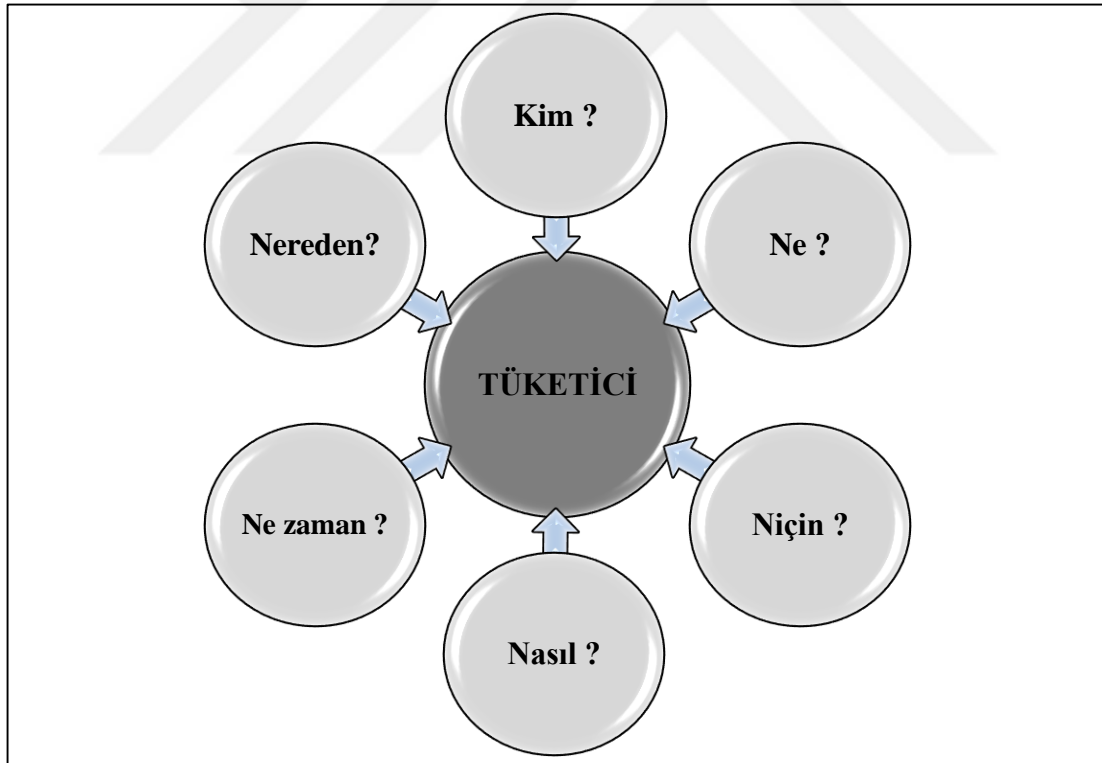 Kim ?
Nereden?
Ne ?
TÜKETİCİ
Ne zaman ?
Niçin ?
Nasıl ?